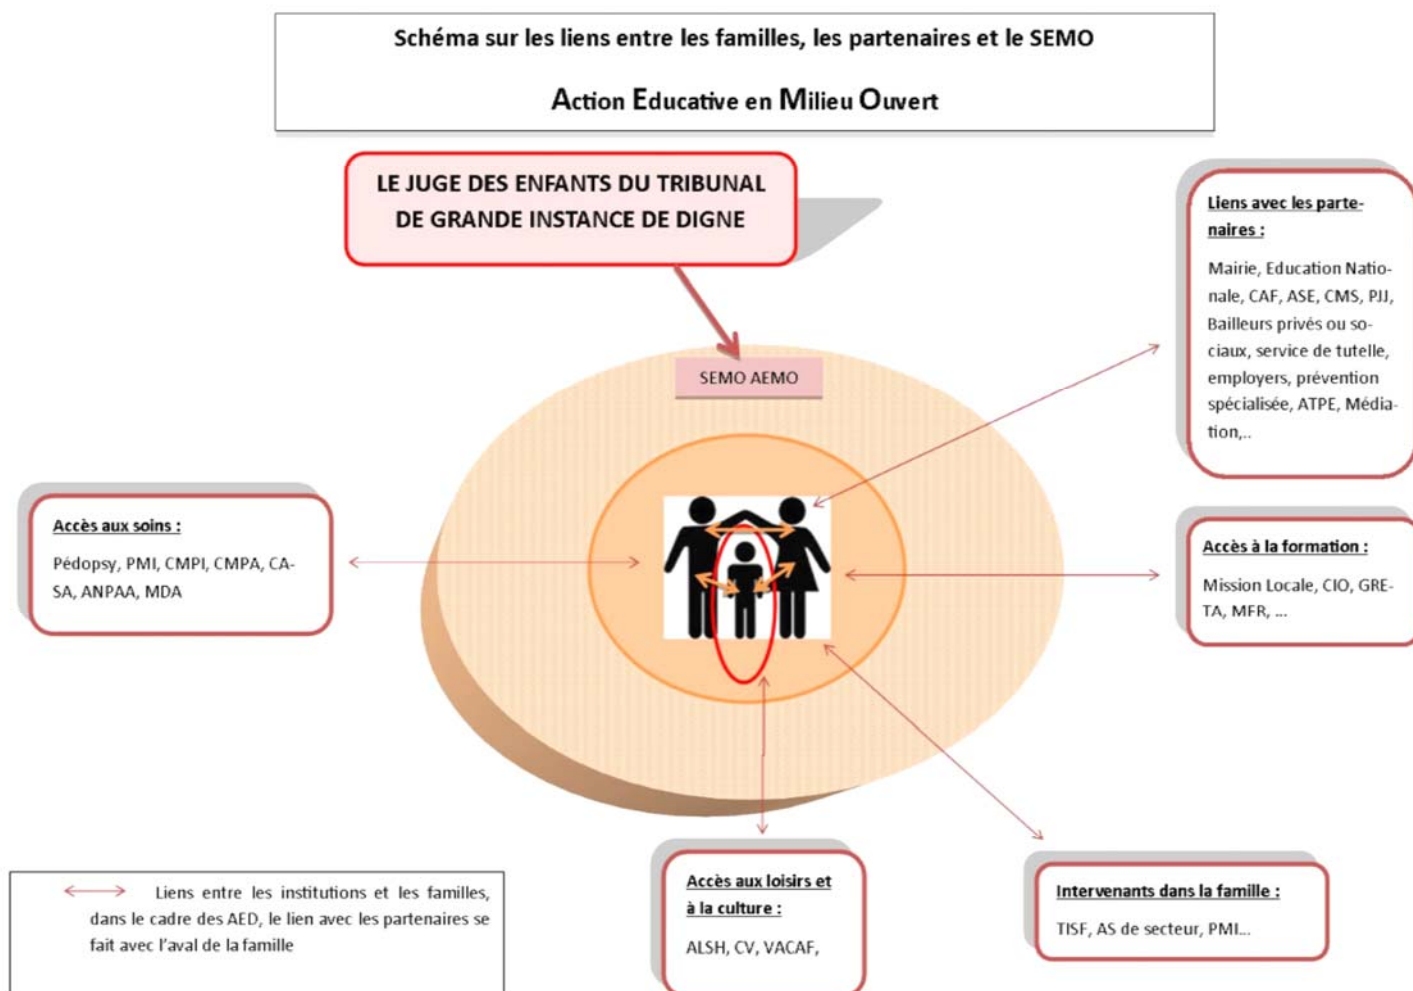 Schéma sur les liens entre les familles, les partenaires et le SEMO
Action Educative en Milieu Ouvert
LE JUGE DES ENFANTS DU TRIBUNAL
DE GRANDE INSTANCE DE DIGNE
Liens avec les parte-
naires :
Mairie, Education Natio-
nale, CAF, ASE, CMS, PJJ,
Bailleurs privés ou so-
ciaux, service de tutelle,
employers, prévention
spécialisée, ATPE, Média-
tion,..
SEMO AEMO
Accès aux soins :
Pédopsy, PMI, CMPI, CMPA, CA-
SA, ANPAA, MDA
Accès à la formation :
Mission Locale, CIO, GRE-
TA, MFR, ...
Accès aux loisirs et
à la culture :
ALSH, CV, VACAF,
Intervenants dans la famille :
TISF, AS de secteur, PMI...
Liens entre les institutions et les familles,
dans le cadre des AED, le lien avec les partenaires se
fait avec l'aval de la famille